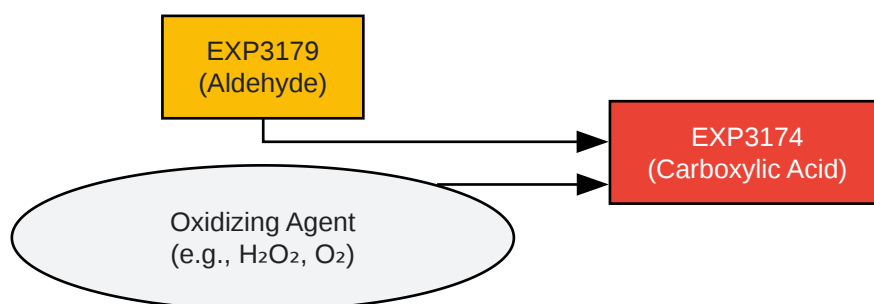 EXP3179
(Aldehyde)
EXP3174
(Carboxylic Acid)
Oxidizing Agent
(e.g., H₂O₂, O₂)